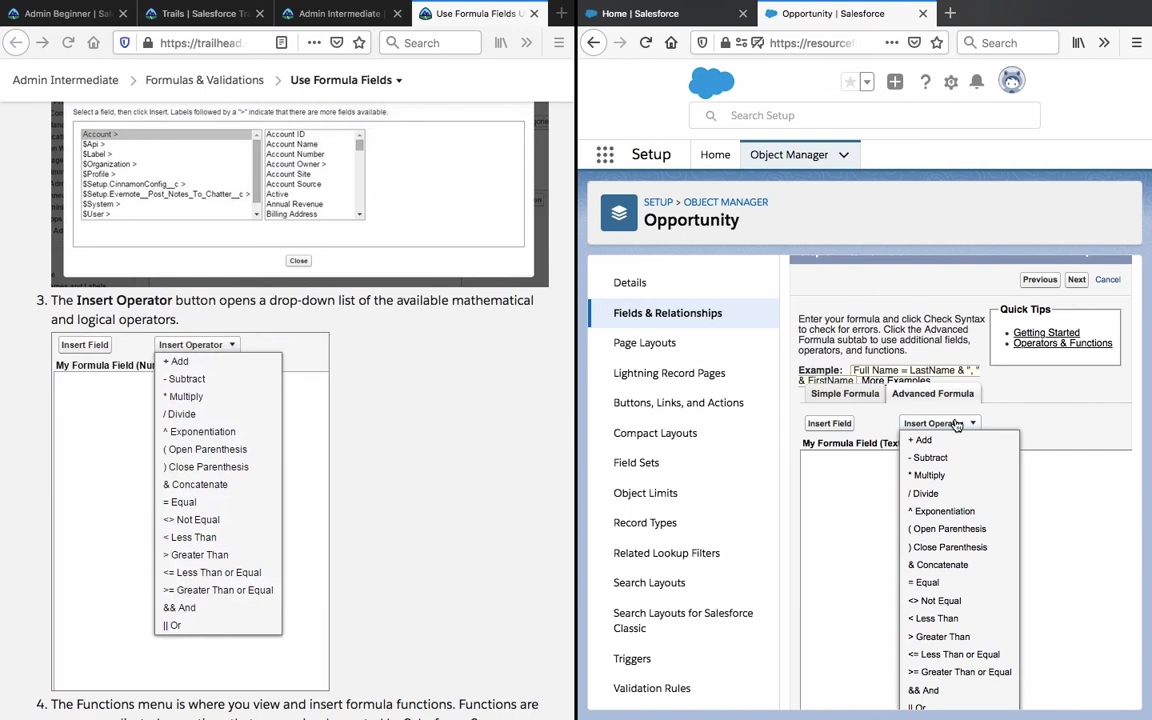 Admin Beginner | Sa
Trails | Salesforce Tra
Admin Intermediate |
Use Formula Fields U
https://trailhead.
Search
Admin Intermediate
Formulas & Validations
Use Formula Fields
Select a field, then click Insert. Labels followed by a ">" indicate that there are more fields available.
Account >
$Api >
$Label >
$Organization >
$Profile >
$Setup.CinnamonConfig__c >
$Setup.Evernote__Post_Notes_To_Chatter__c >
$System >
$User >
Account ID
Account Name
Account Number
Account Owner >
Account Site
Account Source
Active
Annual Revenue
Billing Address
Close
3. The Insert Operator button opens a drop-down list of the available mathematical
and logical operators.
Insert Field
Insert Operator
My Formula Field (Nu
+ Add
- Subtract
* Multiply
/ Divide
^ Exponentiation
( Open Parenthesis
) Close Parenthesis
& Concatenate
= Equal
<> Not Equal
< Less Than
> Greater Than
<= Less Than or Equal
>= Greater Than or Equal
&& And
|| Or
4. The Functions menu is where you view and insert formula functions. Functions are
Home | Salesforce
Opportunity | Salesforce
https://resourcef
Search
Search Setup
Setup
Home
Object Manager
SETUP > OBJECT MANAGER
Opportunity
Details
Fields & Relationships
Page Layouts
Lightning Record Pages
Buttons, Links, and Actions
Compact Layouts
Field Sets
Object Limits
Record Types
Related Lookup Filters
Search Layouts
Search Layouts for Salesforce
Classic
Triggers
Validation Rules
Previous
Next
Cancel
Enter your formula and click Check Syntax
to check for errors. Click the Advanced
Formula subtab to use additional fields,
operators, and functions.
Quick Tips
Getting Started
Operators & Functions
Example: Full Name = LastName & ", "
& FirstName More Examples
Simple Formula
Advanced Formula
Insert Field
Insert Opera
My Formula Field (Tex
+ Add
- Subtract
* Multiply
/ Divide
^ Exponentiation
( Open Parenthesis
) Close Parenthesis
& Concatenate
= Equal
<> Not Equal
< Less Than
> Greater Than
<= Less Than or Equal
>= Greater Than or Equal
&& And
|| Or